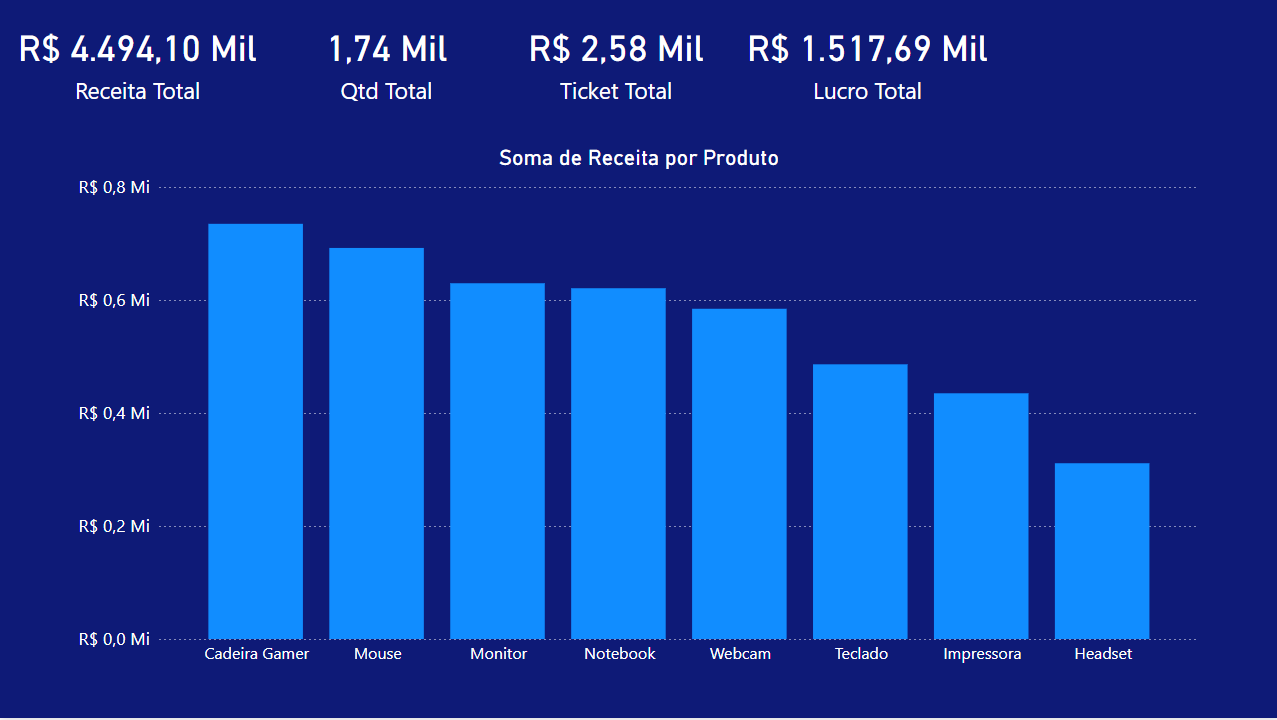 R$ 4.494,10 Mil
Receita Total
1,74 Mil
Qtd Total
R$ 2,58 Mil
Ticket Total
R$ 1.517,69 Mil
Lucro Total
Soma de Receita por Produto
R$ 0,8 Mi
R$ 0,6 Mi
R$ 0,4 Mi
R$ 0,2 Mi
R$ 0,0 Mi
Cadeira Gamer
Mouse
Monitor
Notebook
Webcam
Teclado
Impressora
Headset